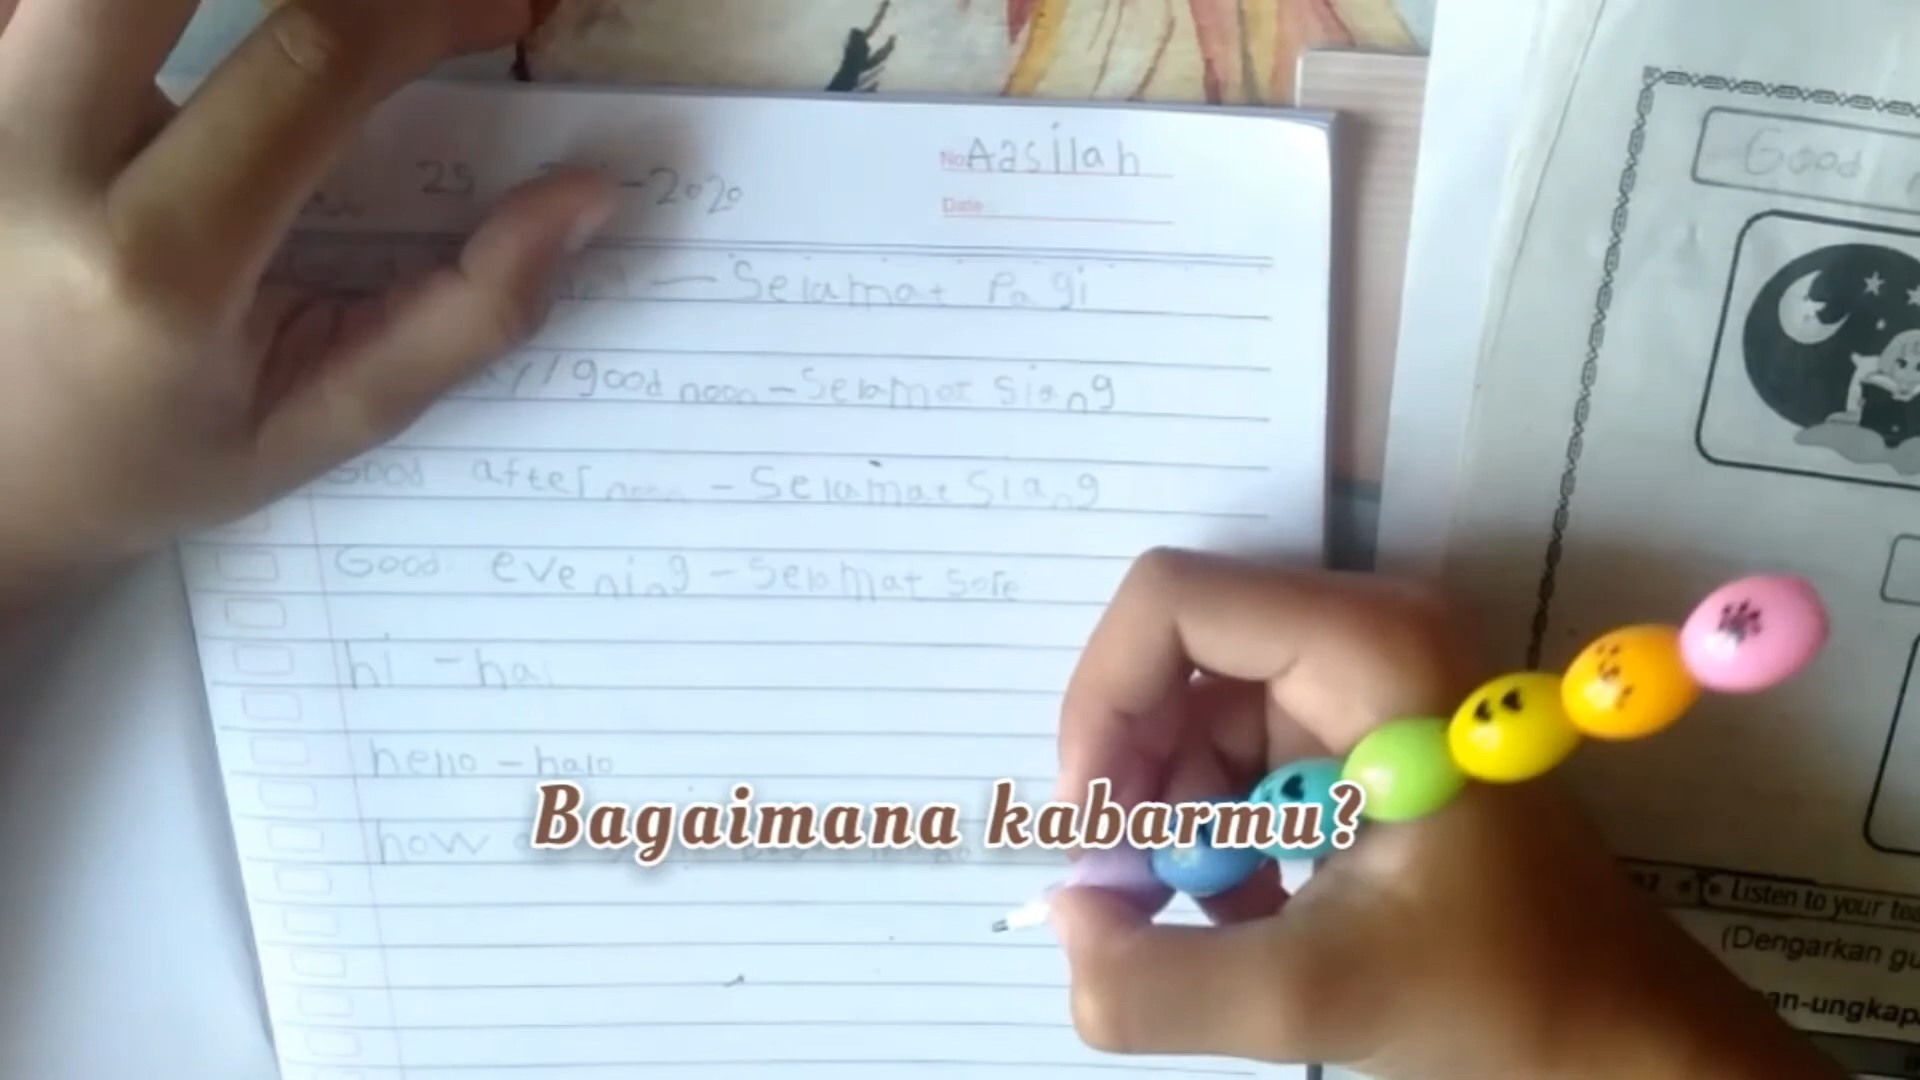 No. Aasilah
25 -2020
Date
— Selamat Pagi
/ good noon - Selamat Siang
Good afternoon - Selamat Siang
Good evening - Selamat sore
hi - hai
hello - halo
how
Bagaimana kabarmu?
Good
Listen to your
(Dengarkan